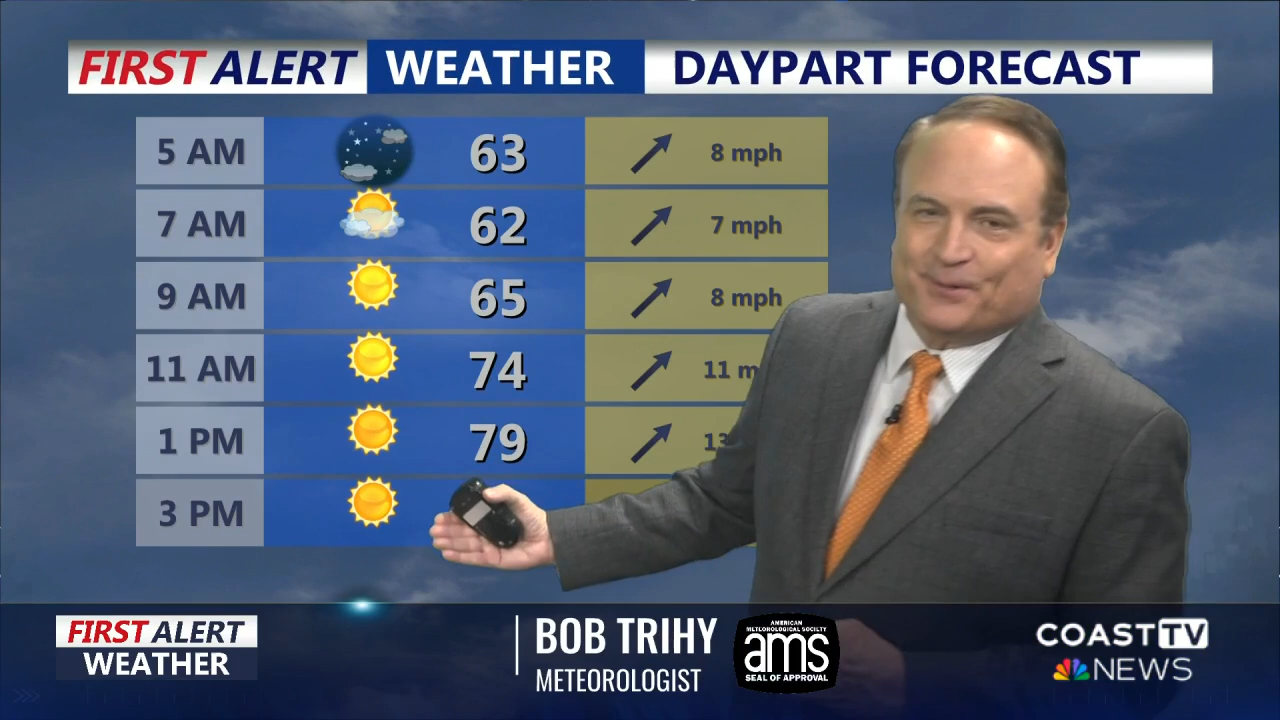 FIRST ALERT WEATHER DAYPART FORECAST
5 AM 63 8 mph
7 AM 62 7 mph
9 AM 65 8 mph
11 AM 74 11 m
1 PM 79 13
3 PM
FIRST ALERT
WEATHER
BOB TRIHY
METEOROLOGIST
AMERICAN
METEOROLOGICAL SOCIETY
ams
SEAL OF APPROVAL
COAST TV
NEWS